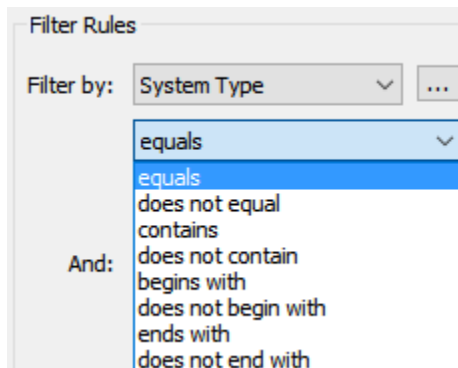 Filter Rules
Filter by: System Type ...
equals
equals
does not equal
contains
And: does not contain
begins with
does not begin with
ends with
does not end with